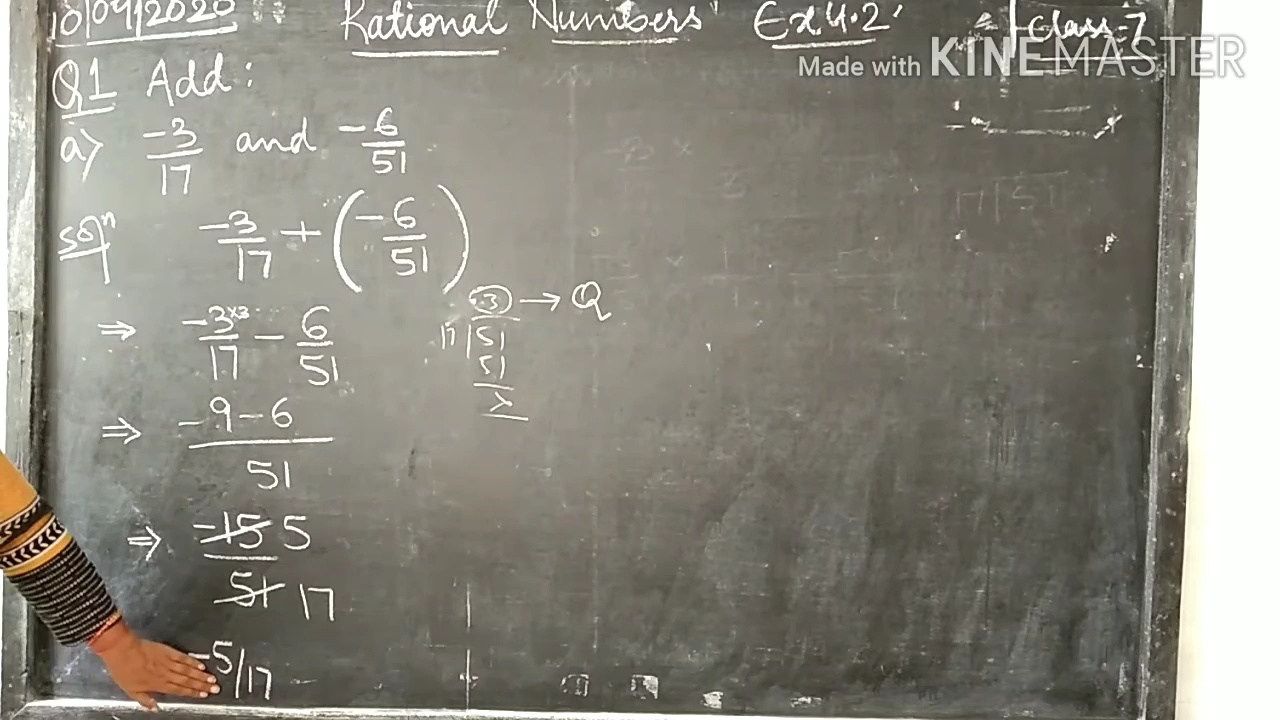 10/09/2020 Rational Numbers Ex 4.2 Class-7
Made with KINEMASTER
Q1 Add:
a) -3/17 and -6/51
Solⁿ -3/17 + (-6/51)
⇒ -3×3/17 - 6/51
3 → Q
17 51
51
×
⇒ -9-6/51
⇒ -15 5/51 17
-5/17